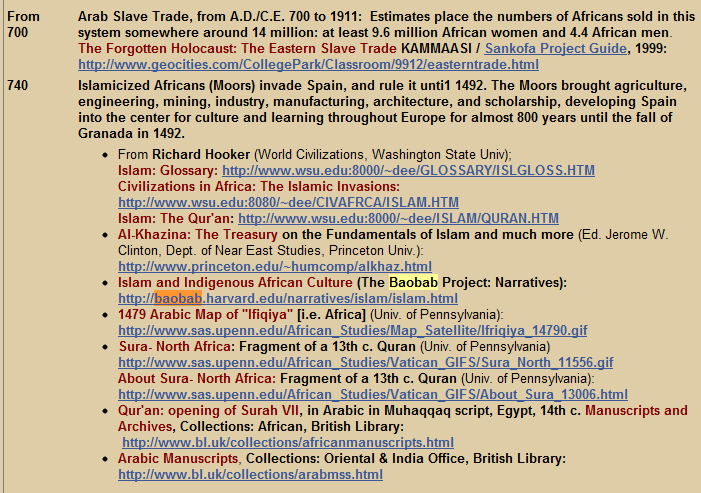 From Arab Slave Trade, from A.D./C.E. 700 to 1911:  Estimates place the numbers of Africans sold in this
700 system somewhere around 14 million: at least 9.6 million African women and 4.4 African men.
The Forgotten Holocaust: The Eastern Slave Trade KAMMAASI / Sankofa Project Guide, 1999:
http://www.geocities.com/CollegePark/Classroom/9912/easterntrade.html
740 Islamicized Africans (Moors) invade Spain, and rule it unti1 1492. The Moors brought agriculture,
engineering, mining, industry, manufacturing, architecture, and scholarship, developing Spain
into the center for culture and learning throughout Europe for almost 800 years until the fall of
Granada in 1492.
• From Richard Hooker (World Civilizations, Washington State Univ);
Islam: Glossary: http://www.wsu.edu:8000/~dee/GLOSSARY/ISLGLOSS.HTM
Civilizations in Africa: The Islamic Invasions:
http://www.wsu.edu:8080/~dee/CIVAFRCA/ISLAM.HTM
Islam: The Qur'an: http://www.wsu.edu:8000/~dee/ISLAM/QURAN.HTM
• Al-Khazina: The Treasury on the Fundamentals of Islam and much more (Ed. Jerome W.
Clinton, Dept. of Near East Studies, Princeton Univ.):
http://www.princeton.edu/~humcomp/alkhaz.html
• Islam and Indigenous African Culture (The Baobab Project: Narratives):
http://baobab.harvard.edu/narratives/islam/islam.html
• 1479 Arabic Map of "Ifiqiya" [i.e. Africa] (Univ. of Pennsylvania):
http://www.sas.upenn.edu/African_Studies/Map_Satellite/Ifriqiya_14790.gif
• Sura- North Africa: Fragment of a 13th c. Quran (Univ. of Pennsylvania)
http://www.sas.upenn.edu/African_Studies/Vatican_GIFS/Sura_North_11556.gif
About Sura- North Africa: Fragment of a 13th c. Quran (Univ. of Pennsylvania):
http://www.sas.upenn.edu/African_Studies/Vatican_GIFS/About_Sura_13006.html
• Qur'an: opening of Surah VII, in Arabic in Muhaqqaq script, Egypt, 14th c. Manuscripts and
Archives, Collections: African, British Library:
http://www.bl.uk/collections/africanmanuscripts.html
• Arabic Manuscripts, Collections: Oriental & India Office, British Library:
http://www.bl.uk/collections/arabmss.html